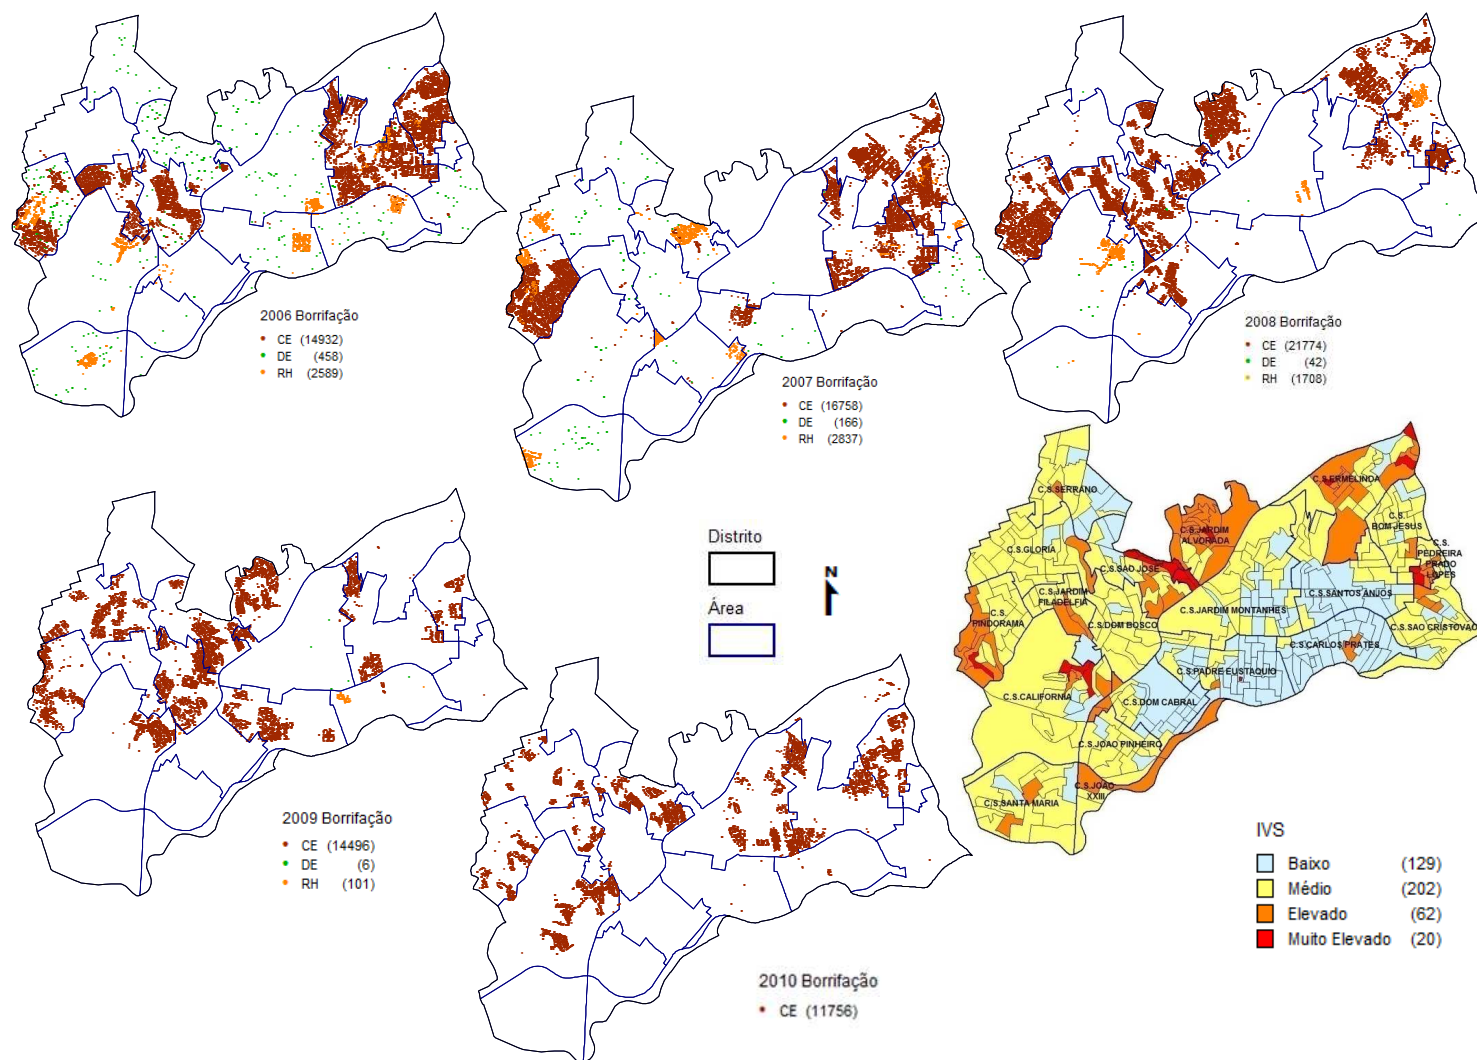 2006 Borrifação
CE (14932)
DE (458)
RH (2589)
2007 Borrifação
CE (16758)
DE (166)
RH (2837)
2008 Borrifação
CE (21774)
DE (42)
RH (1708)
2009 Borrifação
CE (14496)
DE (6)
RH (101)
2010 Borrifação
CE (11756)
Distrito
Área
N
C.S.SERRANO
C.S.ERMELINDA
C.S.JARDIM
ALVORADA
C.S.
BOM JESUS
C.S.GLORIA
C.S.SAO JOSE
C.S.
PEDREIRA
PRADO
LOPES
C.S.JARDIM
FILADELFIA
C.S.SANTOS ANJOS
C.S.
PINDORAMA
C.S.DOM BOSCO
C.S.JARDIM MONTANHES
C.S.SAO CRISTOVAO
C.S.CARLOS PRATES
C.S.PADRE EUSTAQUIO
C.S.CALIFORNIA
C.S.DOM CABRAL
C.S.JOAO PINHEIRO
C.S.JOAO
XXIII
C.S.SANTA MARIA
IVS
Baixo (129)
Médio (202)
Elevado (62)
Muito Elevado (20)